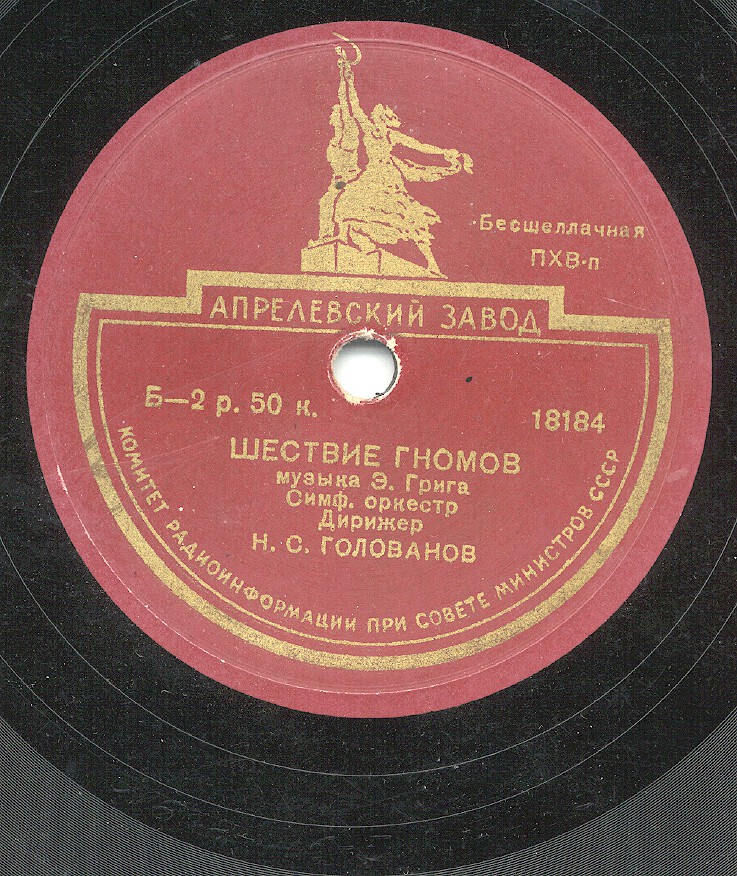 Бесшеллачная
ПХВ-п
АПРЕЛЕВСКИЙ ЗАВОД
Б—2 р. 50 к.
18184
ШЕСТВИЕ ГНОМОВ
музыка Э. Грига
Симф. оркестр
Дирижер
Н. С. ГОЛОВАНОВ
КОМИТЕТ РАДИОИНФОРМАЦИИ ПРИ СОВЕТЕ МИНИСТРОВ СССР